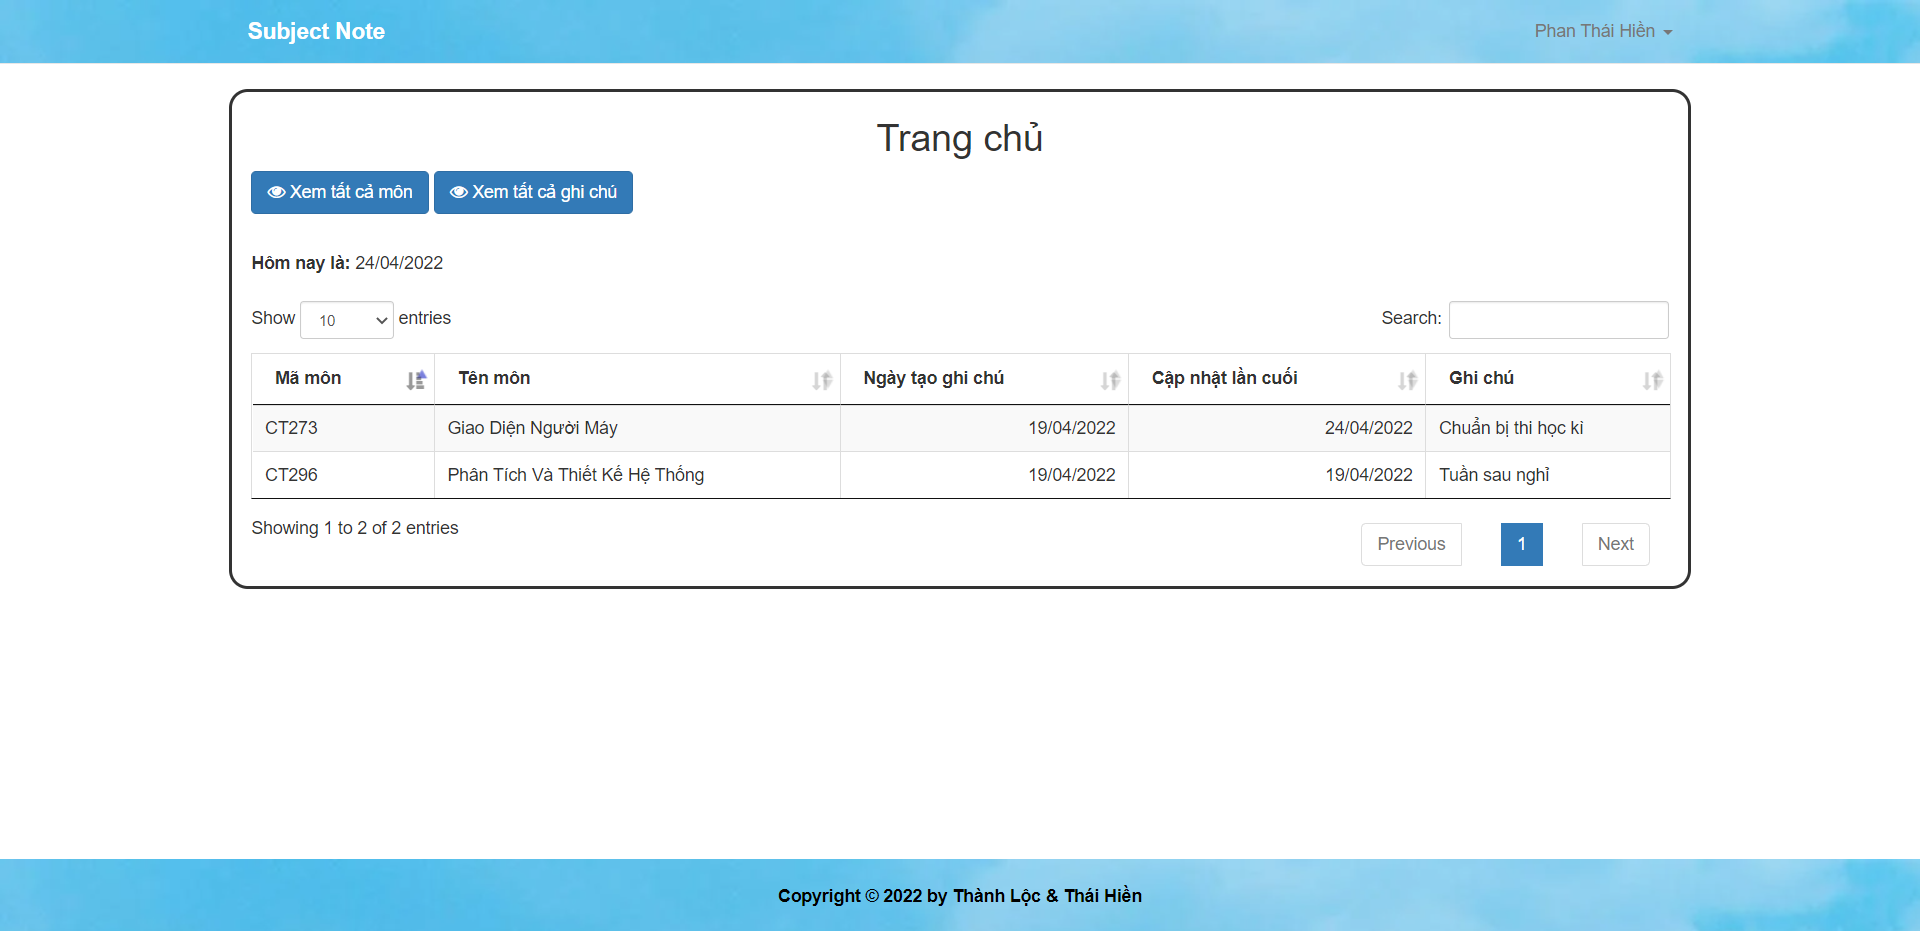 Subject Note
Phan Thái Hiền
Trang chủ
Xem tất cả môn Xem tất cả ghi chú
Hôm nay là: 24/04/2022
Show 10 entries
Search:
Mã môn Tên môn Ngày tạo ghi chú Cập nhật lần cuối Ghi chú
CT273 Giao Diện Người Máy 19/04/2022 24/04/2022 Chuẩn bị thi học kì
CT296 Phân Tích Và Thiết Kế Hệ Thống 19/04/2022 19/04/2022 Tuần sau nghỉ
Showing 1 to 2 of 2 entries
Previous 1 Next
Copyright © 2022 by Thành Lộc & Thái Hiền